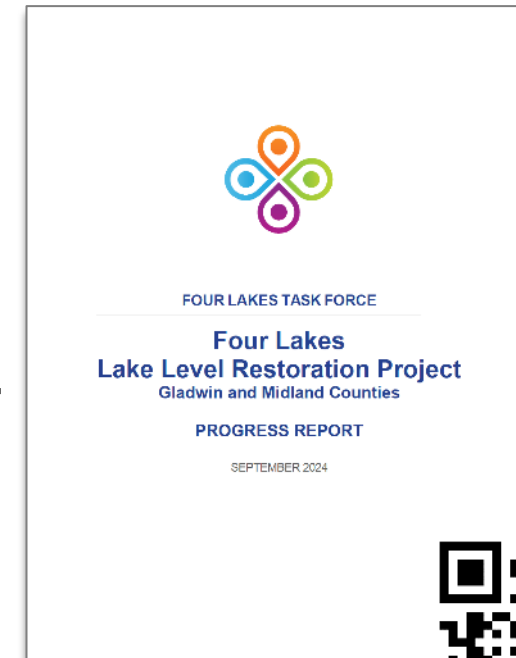 FOUR LAKES TASK FORCE
Four Lakes
Lake Level Restoration Project
Gladwin and Midland Counties
PROGRESS REPORT
SEPTEMBER 2024